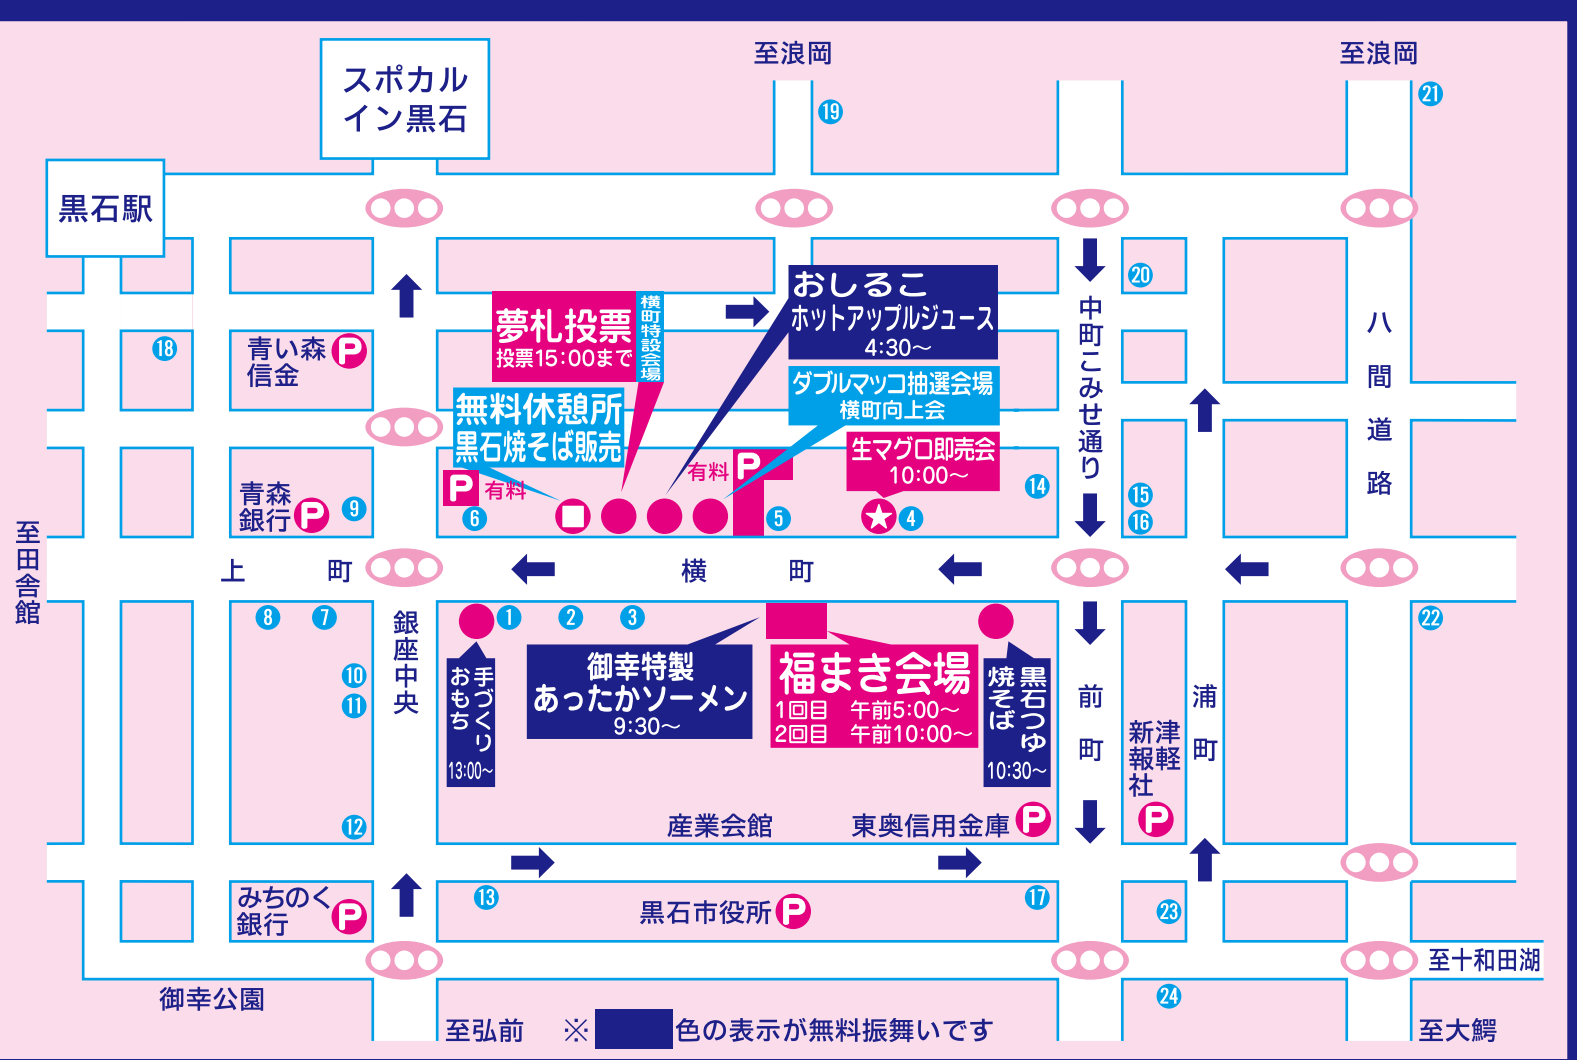 至浪岡
至浪岡
スポカル
イン黒石
21
19
黒石駅
20
おしるこ
ホットアップルジュース
4:30～
夢札投票
投票15:00まで
横町特設会場
中町こみせ通り
八間道路
18
青い森
信金
P
ダブルマッコ抽選会場
横町向上会
無料休憩所
黒石焼そば販売
生マグロ即売会
10:00～
P
有料
有料
P
青森
銀行
P
9
6
5
4
14
15
16
至田舎館
上町
横町
8
7
1
2
3
22
銀座中央
10
11
手づくり
おもち
13:00～
御幸特製
あったかソーメン
9:30～
福まき会場
1回目 午前5:00～
2回目 午前10:00～
黒石つゆ
焼そば
10:30～
前町
浦町
津軽
新報社
P
12
産業会館
東奥信用金庫
P
みちのく
銀行
P
13
黒石市役所
P
17
23
至十和田湖
御幸公園
24
至弘前
※
色の表示が無料振舞いです
至大鰐